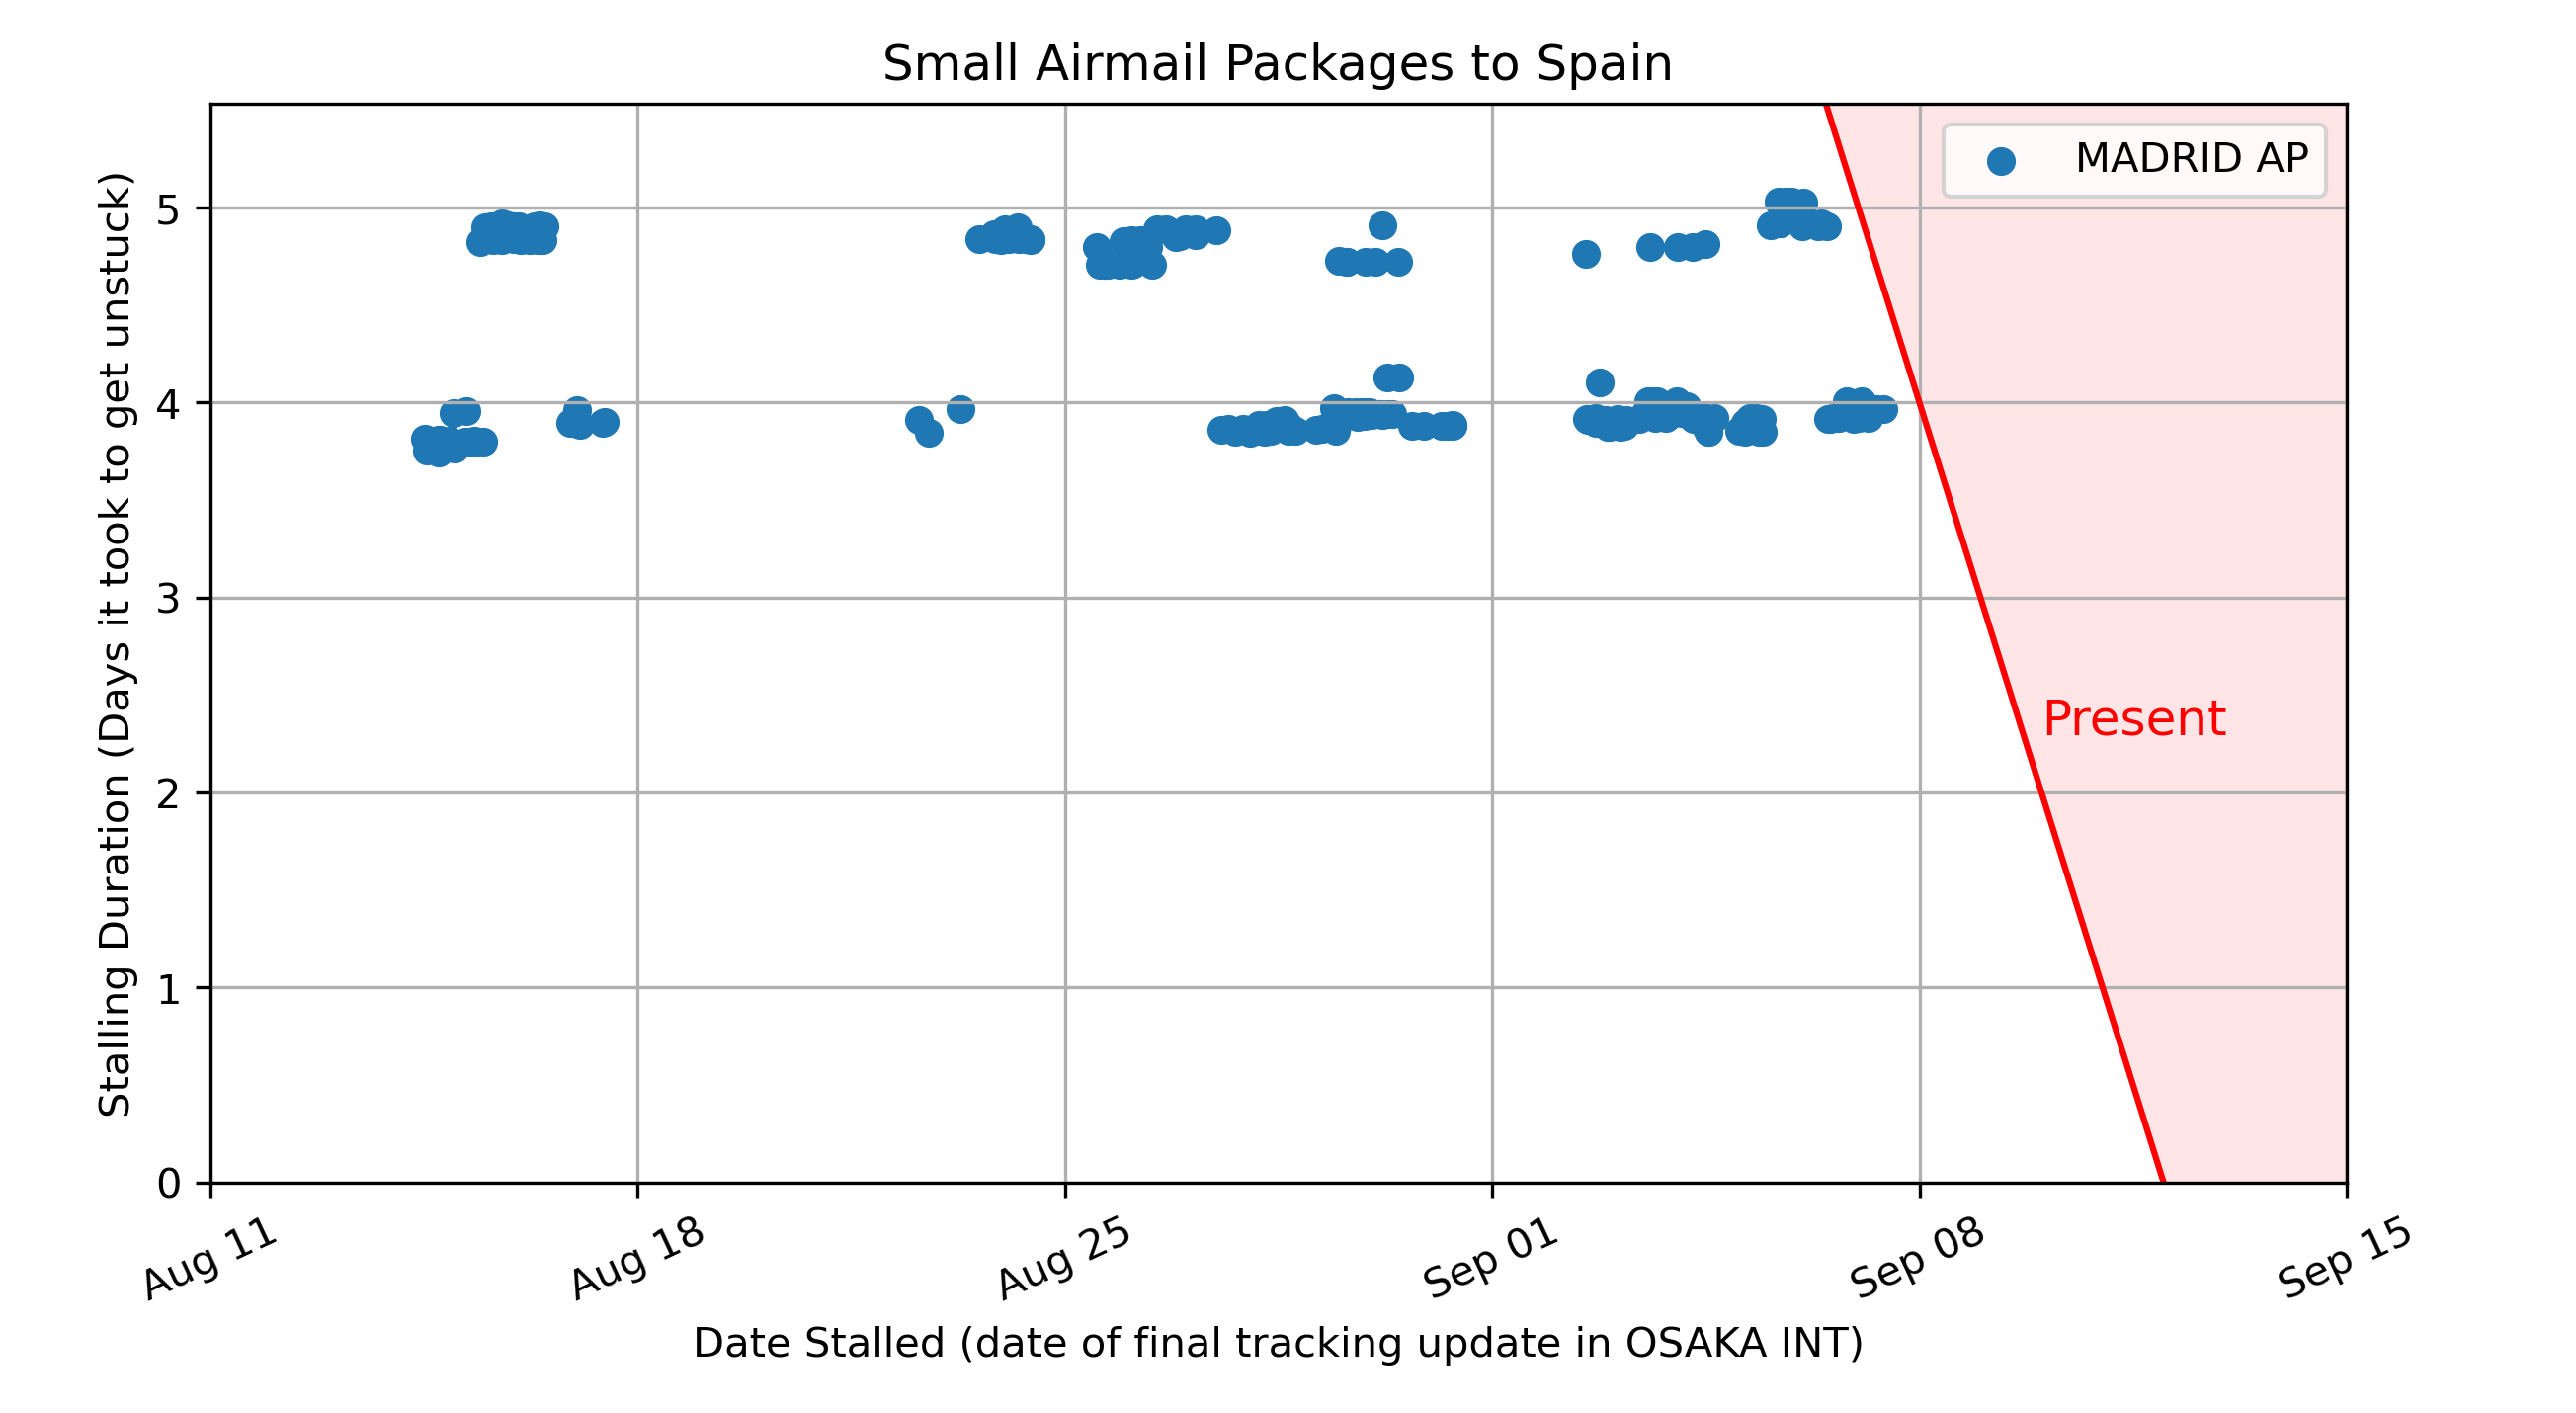 Small Airmail Packages to Spain
MADRID AP
Stalling Duration (Days it took to get unstuck)
5
4
3
2
1
0
Present
Aug 11
Aug 18
Aug 25
Sep 01
Sep 08
Sep 15
Date Stalled (date of final tracking update in OSAKA INT)